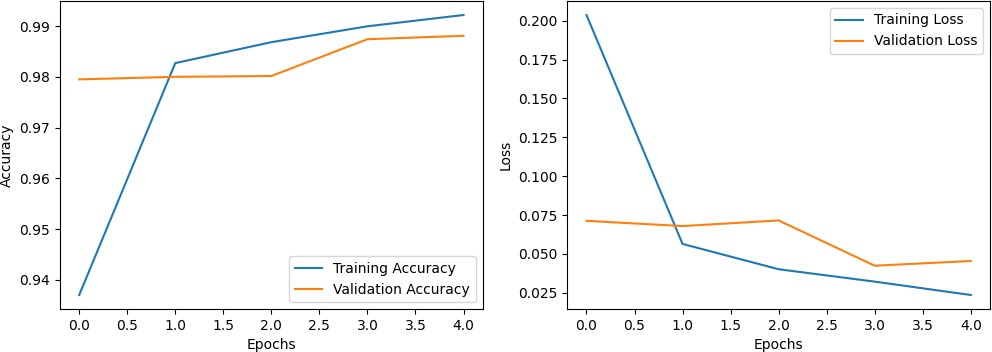 0.99
0.98
0.97
0.96
0.95
0.94
Accuracy
0.0 0.5 1.0 1.5 2.0 2.5 3.0 3.5 4.0
Epochs
Training Accuracy
Validation Accuracy
0.200
0.175
0.150
0.125
0.100
0.075
0.050
0.025
Loss
0.0 0.5 1.0 1.5 2.0 2.5 3.0 3.5 4.0
Epochs
Training Loss
Validation Loss